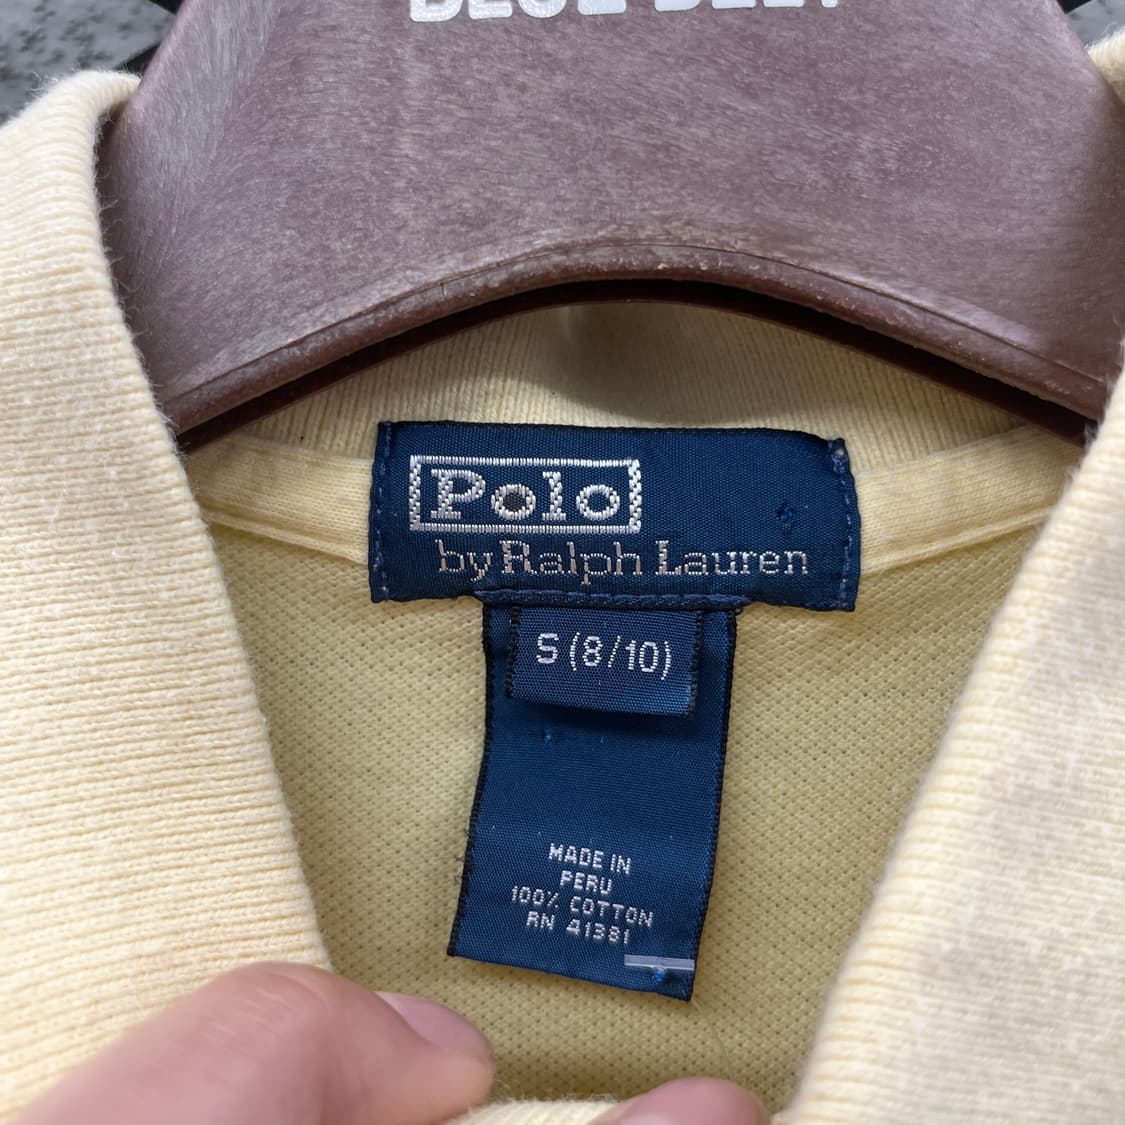 Polo
by Ralph Lauren
S (8/10)
MADE IN
PERU
100% COTTON
RN 41381